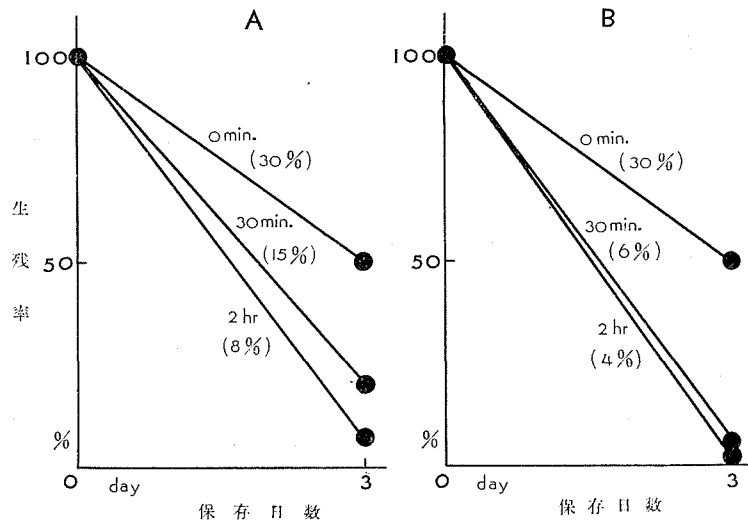 A
100
0 min.
(30%)
30 min.
(15%)
50
2 hr
(8%)
生残率
%
0 day 3
保存日数
B
100
0 min.
(30%)
30 min.
(6%)
50
2 hr
(4%)
0 day 3
保存日数